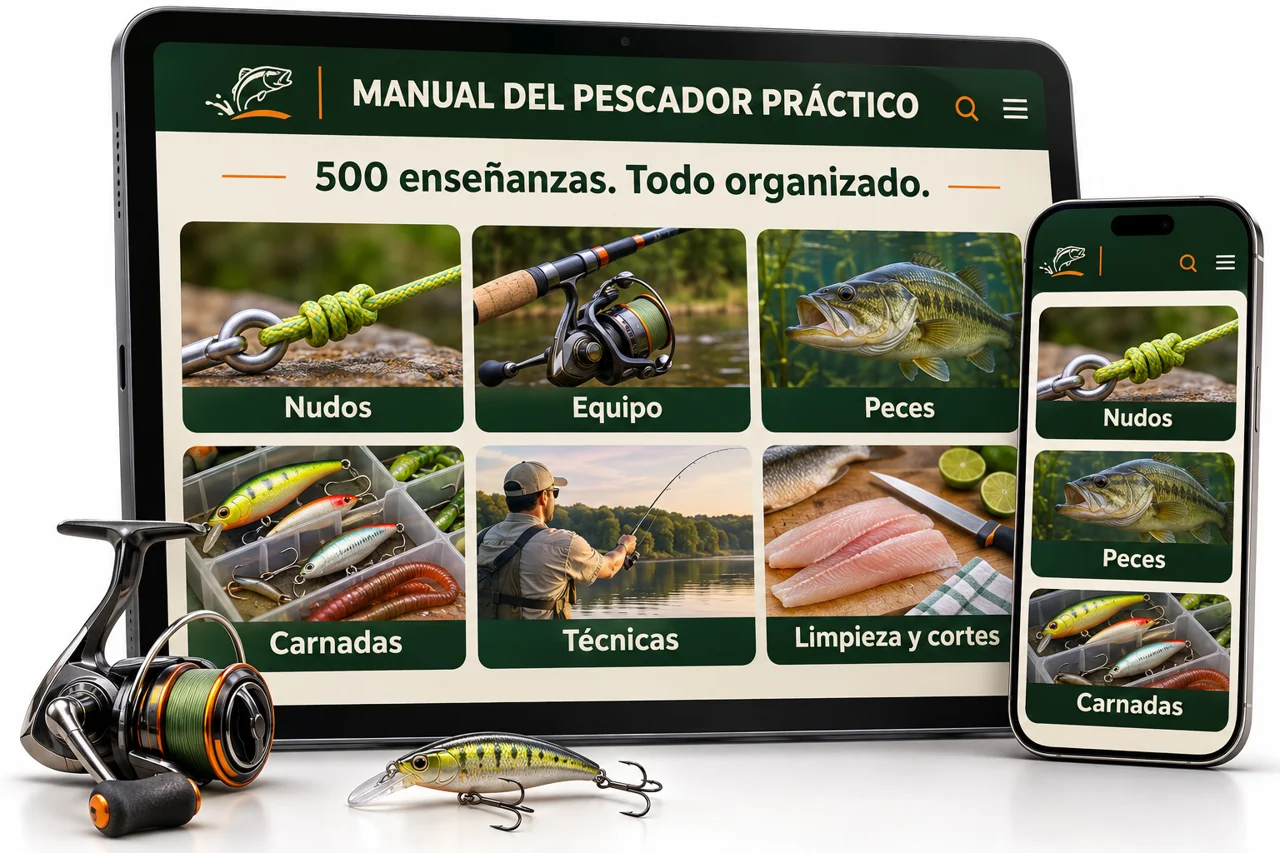 MANUAL DEL PESCADOR PRÁCTICO
500 enseñanzas. Todo organizado.
Nudos
Equipo
Peces
Carnadas
Técnicas
Limpieza y cortes
Nudos
Peces
Carnadas